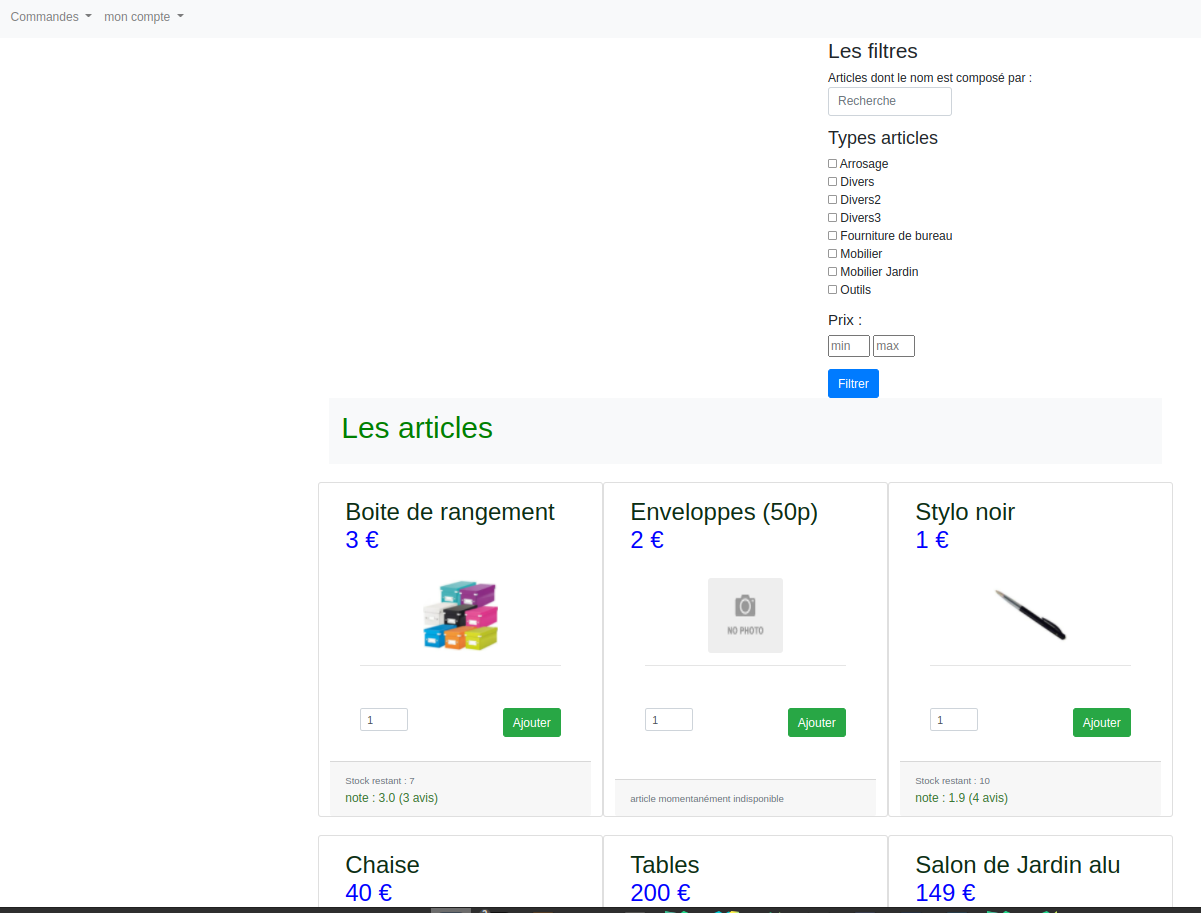 Commandes mon compte
Les filtres
Articles dont le nom est composé par :
Recherche
Types articles
Arrosage
Divers
Divers2
Divers3
Fourniture de bureau
Mobilier
Mobilier Jardin
Outils
Prix :
min max
Filtrer
Les articles
Boite de rangement
3 €
1 Ajouter
Stock restant : 7
note : 3.0 (3 avis)
Enveloppes (50p)
2 €
NO PHOTO
1 Ajouter
article momentanément indisponible
Stylo noir
1 €
1 Ajouter
Stock restant : 10
note : 1.9 (4 avis)
Chaise
40 €
Tables
200 €
Salon de Jardin alu
149 €